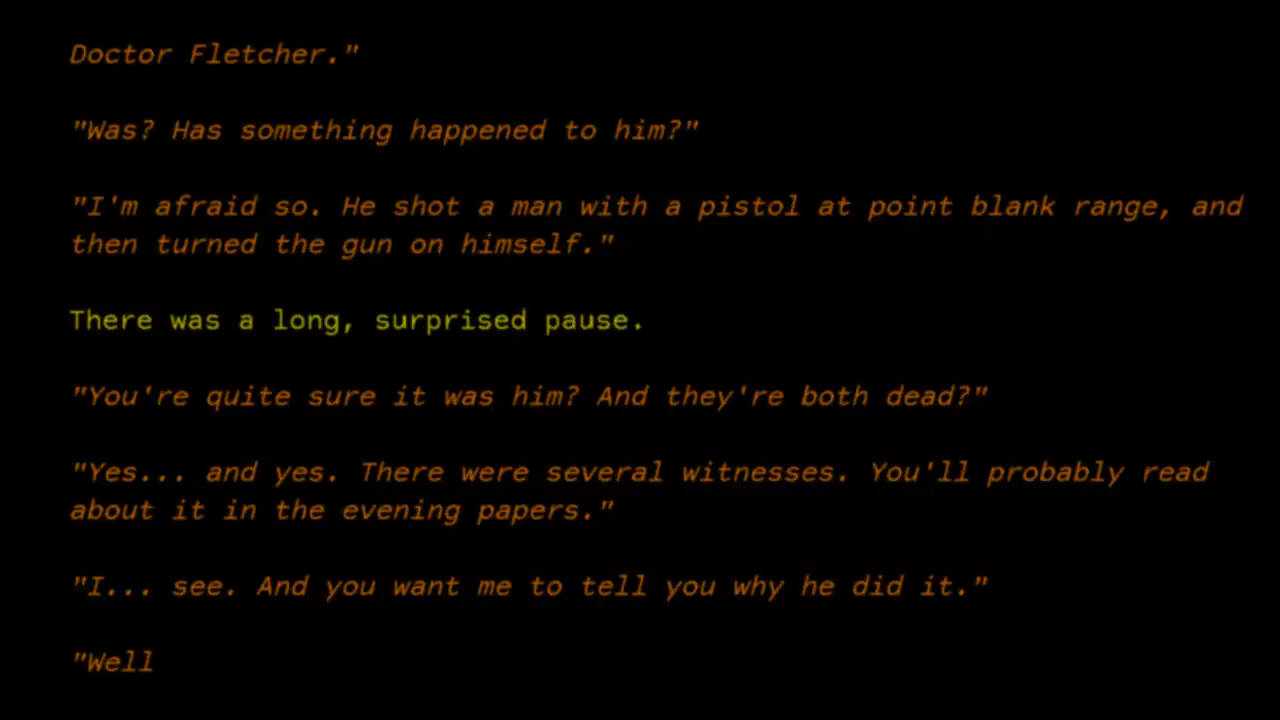 Doctor Fletcher."
"Was? Has something happened to him?"
"I'm afraid so. He shot a man with a pistol at point blank range, and
then turned the gun on himself."
There was a long, surprised pause.
"You're quite sure it was him? And they're both dead?"
"Yes... and yes. There were several witnesses. You'll probably read
about it in the evening papers."
"I... see. And you want me to tell you why he did it."
"Well